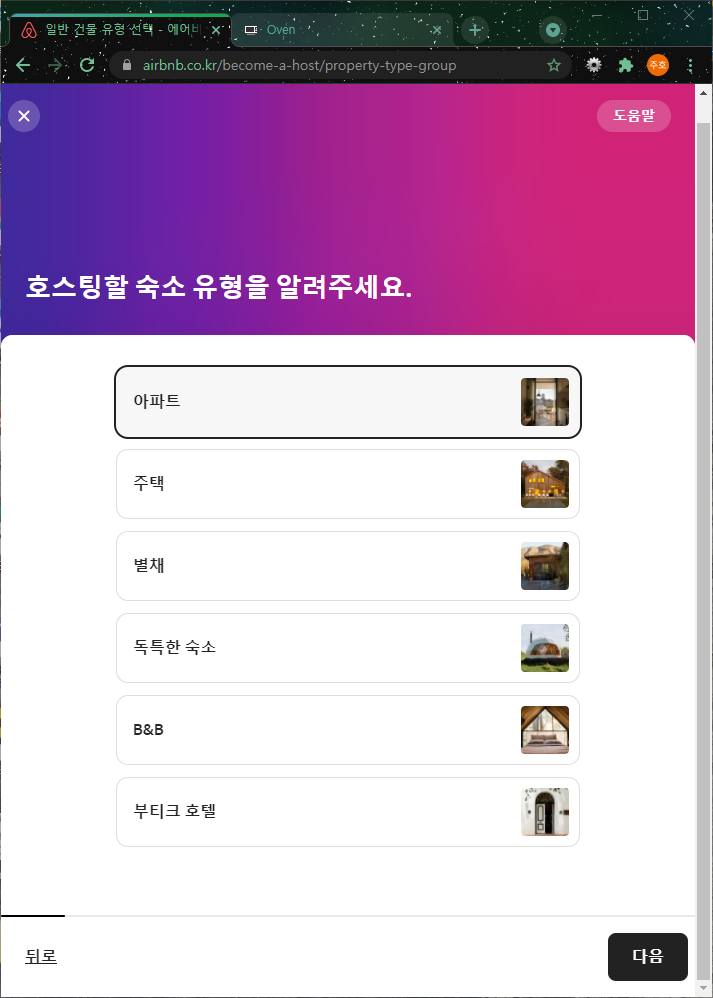 일반 건물 유형 선택 - 에어비
Oven
airbnb.co.kr/become-a-host/property-type-group
주호
도움말
호스팅할 숙소 유형을 알려주세요.
아파트
주택
별채
독특한 숙소
B&B
부티크 호텔
뒤로
다음